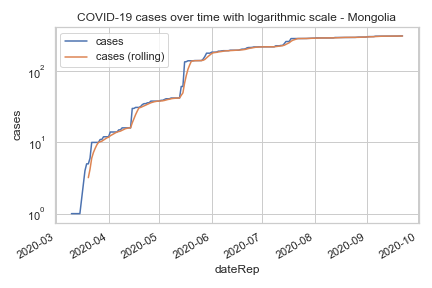 COVID-19 cases over time with logarithmic scale - Mongolia
cases
cases (rolling)
10²
10¹
10⁰
cases
2020-03
2020-04
2020-05
2020-06
2020-07
2020-08
2020-09
2020-10
dateRep